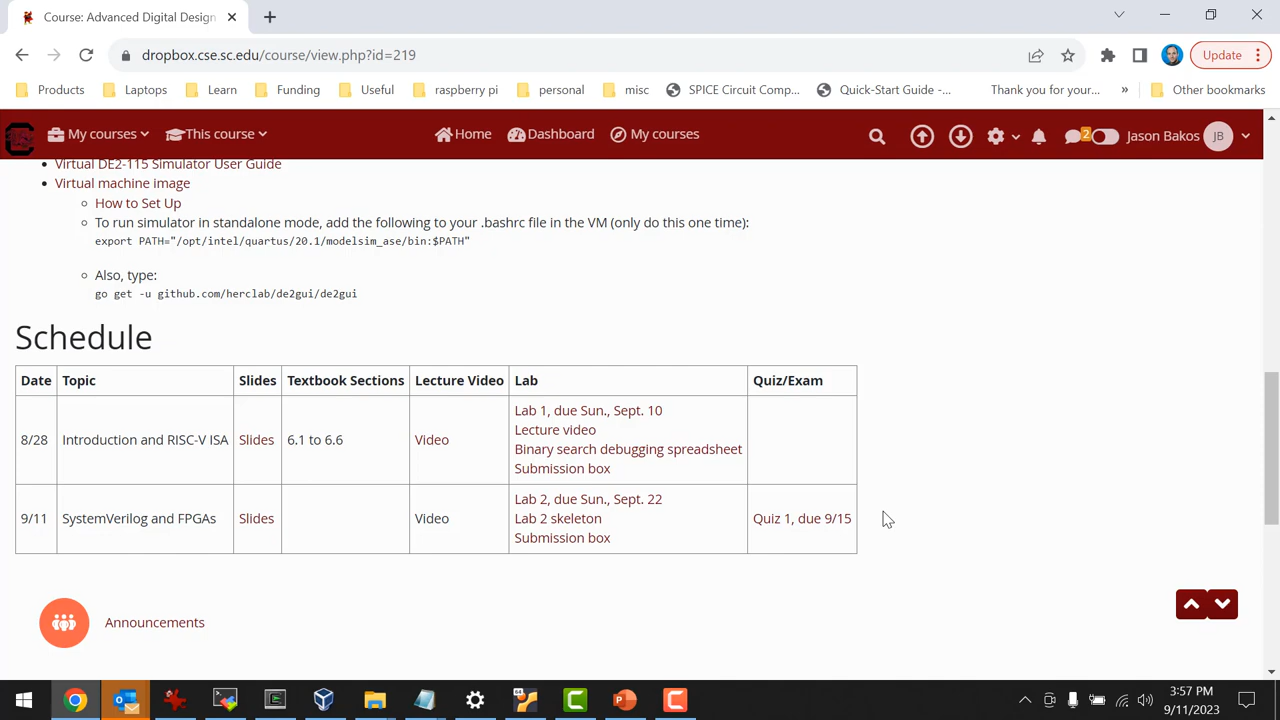 Course: Advanced Digital Design
dropbox.cse.sc.edu/course/view.php?id=219
Update
Products
Laptops
Learn
Funding
Useful
raspberry pi
personal
misc
SPICE Circuit Comp...
Quick-Start Guide -...
Thank you for your...
»
Other bookmarks
My courses
This course
Home
Dashboard
My courses
2
Jason Bakos
JB
Virtual DE2-115 Simulator User Guide
Virtual machine image
How to Set Up
To run simulator in standalone mode, add the following to your .bashrc file in the VM (only do this one time):
export PATH="/opt/intel/quartus/20.1/modelsim_ase/bin:$PATH"
Also, type:
go get -u github.com/herclab/de2gui/de2gui
Schedule
Date Topic Slides Textbook Sections Lecture Video Lab Quiz/Exam
8/28 Introduction and RISC-V ISA Slides 6.1 to 6.6 Video
Lab 1, due Sun., Sept. 10
Lecture video
Binary search debugging spreadsheet
Submission box
9/11 SystemVerilog and FPGAs Slides Video
Lab 2, due Sun., Sept. 22
Lab 2 skeleton
Submission box
Quiz 1, due 9/15
Announcements
3:57 PM
9/11/2023